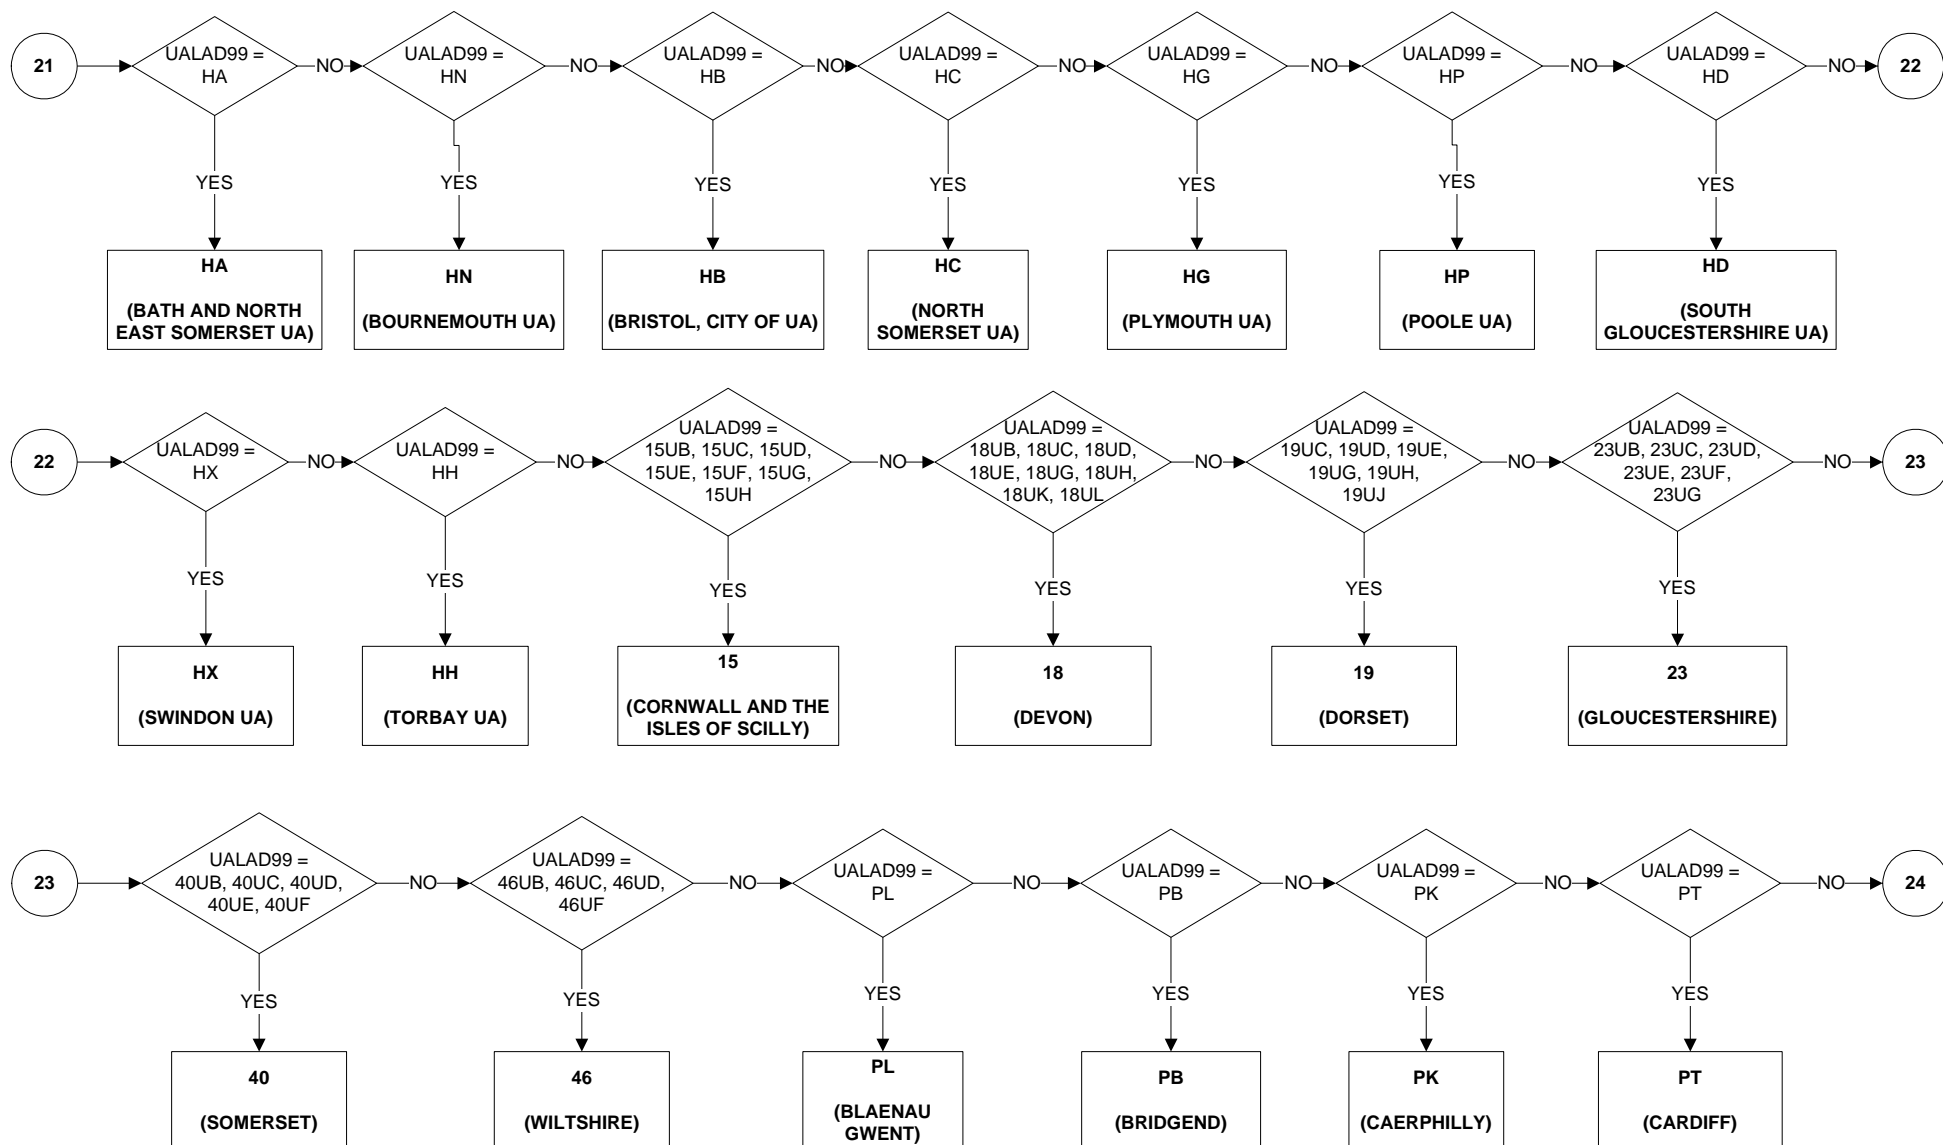 21
UALAD99 =
HA
NO
UALAD99 =
HN
NO
UALAD99 =
HB
NO
UALAD99 =
HC
NO
UALAD99 =
HG
NO
UALAD99 =
HP
NO
UALAD99 =
HD
NO
22
YES
YES
YES
YES
YES
YES
YES
HA
(BATH AND NORTH
EAST SOMERSET UA)
HN
(BOURNEMOUTH UA)
HB
(BRISTOL, CITY OF UA)
HC
(NORTH
SOMERSET UA)
HG
(PLYMOUTH UA)
HP
(POOLE UA)
HD
(SOUTH
GLOUCESTERSHIRE UA)
22
UALAD99 =
HX
NO
UALAD99 =
HH
NO
UALAD99 =
15UB, 15UC, 15UD,
15UE, 15UF, 15UG,
15UH
NO
UALAD99 =
18UB, 18UC, 18UD,
18UE, 18UG, 18UH,
18UK, 18UL
NO
UALAD99 =
19UC, 19UD, 19UE,
19UG, 19UH,
19UJ
NO
UALAD99 =
23UB, 23UC, 23UD,
23UE, 23UF,
23UG
NO
23
YES
YES
YES
YES
YES
YES
HX
(SWINDON UA)
HH
(TORBAY UA)
15
(CORNWALL AND THE
ISLES OF SCILLY)
18
(DEVON)
19
(DORSET)
23
(GLOUCESTERSHIRE)
23
UALAD99 =
40UB, 40UC, 40UD,
40UE, 40UF
NO
UALAD99 =
46UB, 46UC, 46UD,
46UF
NO
UALAD99 =
PL
NO
UALAD99 =
PB
NO
UALAD99 =
PK
NO
UALAD99 =
PT
NO
24
YES
YES
YES
YES
YES
YES
40
(SOMERSET)
46
(WILTSHIRE)
PL
(BLAENAU
GWENT)
PB
(BRIDGEND)
PK
(CAERPHILLY)
PT
(CARDIFF)